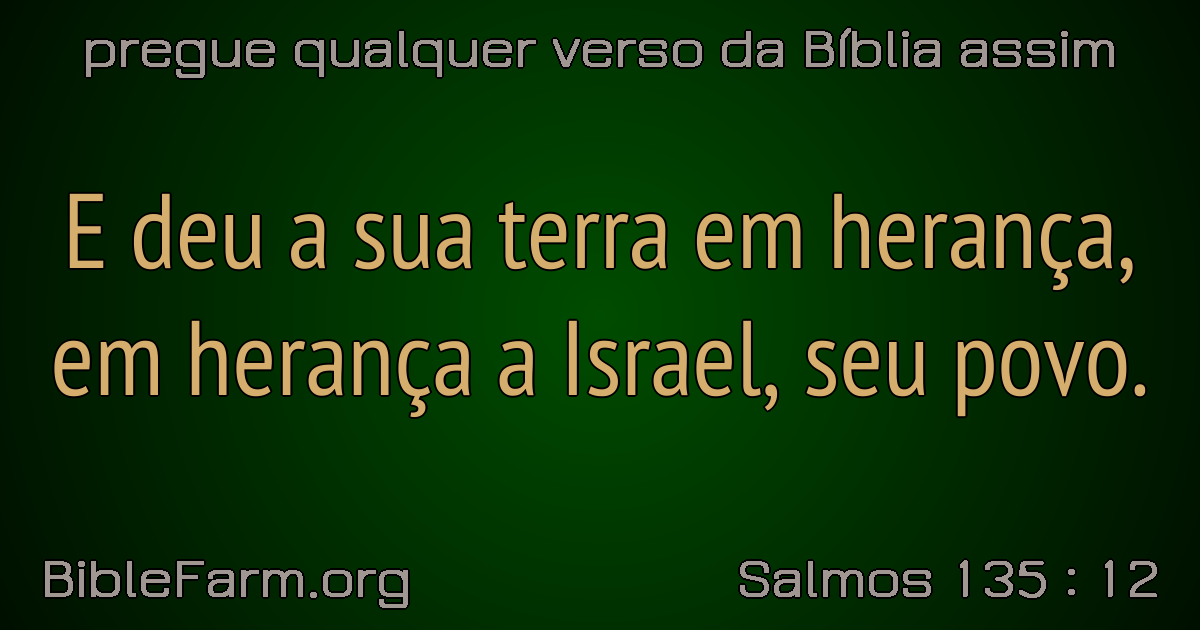 pregue qualquer verso da Bíblia assim
E deu a sua terra em herança,
em herança a Israel, seu povo.
BibleFarm.org
Salmos 135 : 12